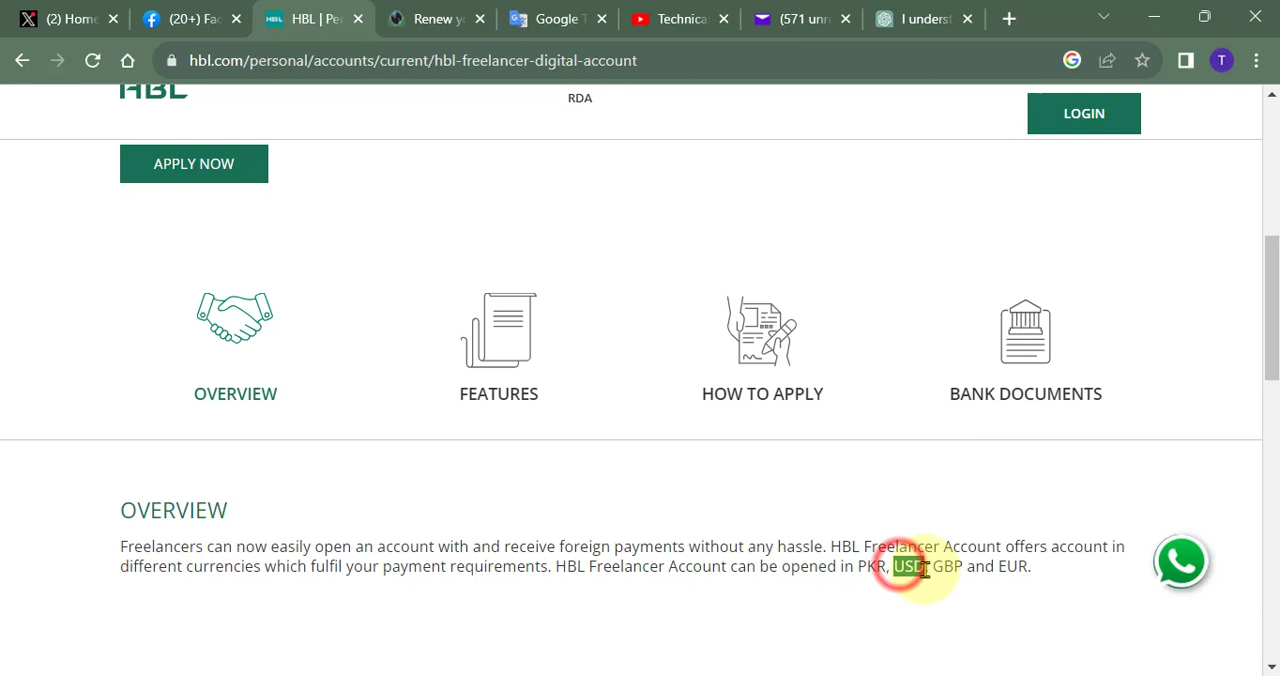 (2) Home
(20+) Fac
HBL | Pe
Renew yo
Google T
Technica
(571 unr
I underst
hbl.com/personal/accounts/current/hbl-freelancer-digital-account
T
HBL
RDA
LOGIN
APPLY NOW
OVERVIEW
FEATURES
HOW TO APPLY
BANK DOCUMENTS
OVERVIEW
Freelancers can now easily open an account with and receive foreign payments without any hassle. HBL Freelancer Account offers account in
different currencies which fulfil your payment requirements. HBL Freelancer Account can be opened in PKR, USD, GBP and EUR.